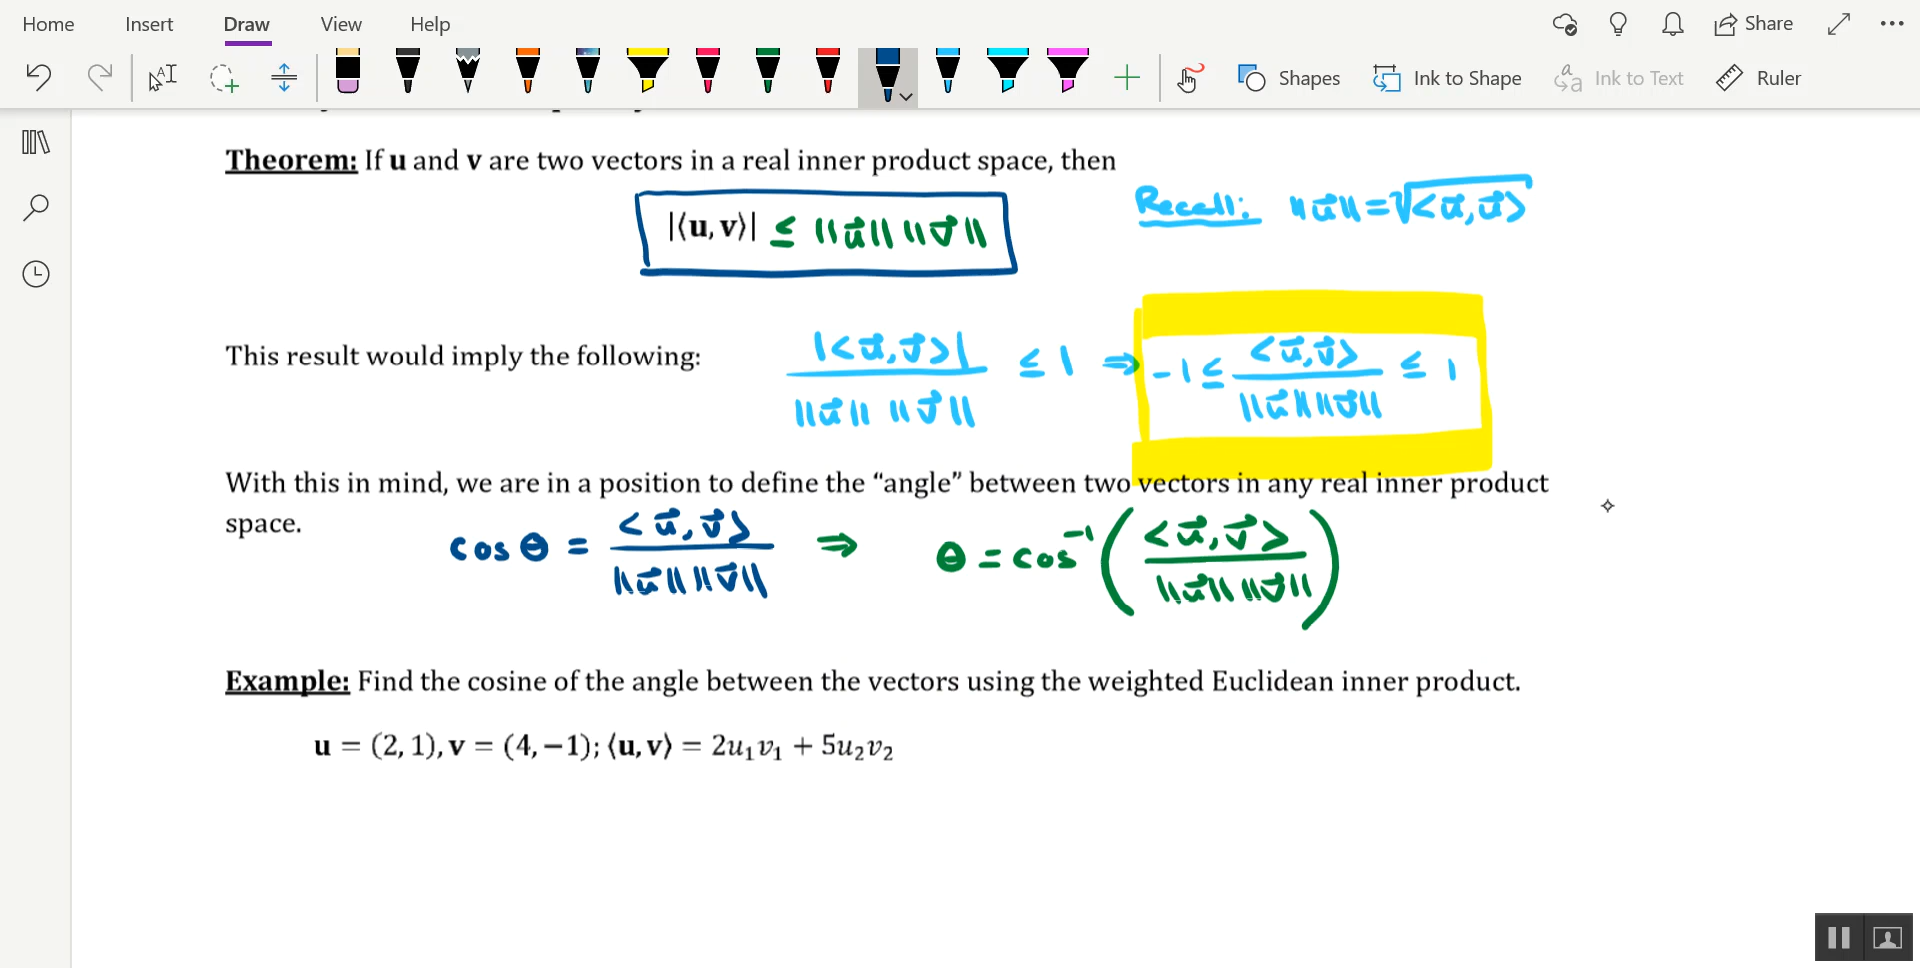 Home Insert Draw View Help Share
Shapes Ink to Shape Ink to Text Ruler
Theorem: If u and v are two vectors in a real inner product space, then
|⟨u, v⟩| ≤ ||u⃗|| ||v⃗||
Recall: ||u⃗|| = √<u⃗, u⃗>
This result would imply the following: |<u⃗, v⃗>| / ||u⃗|| ||v⃗|| ≤ 1 ⇒ -1 ≤ <u⃗, v⃗> / ||u⃗|| ||v⃗|| ≤ 1
With this in mind, we are in a position to define the “angle” between two vectors in any real inner product
space.
cos θ = <u⃗, v⃗> / ||u⃗|| ||v⃗|| ⇒ θ = cos⁻¹ ( <u⃗, v⃗> / ||u⃗|| ||v⃗|| )
Example: Find the cosine of the angle between the vectors using the weighted Euclidean inner product.
u = (2, 1), v = (4, −1); ⟨u, v⟩ = 2u₁v₁ + 5u₂v₂